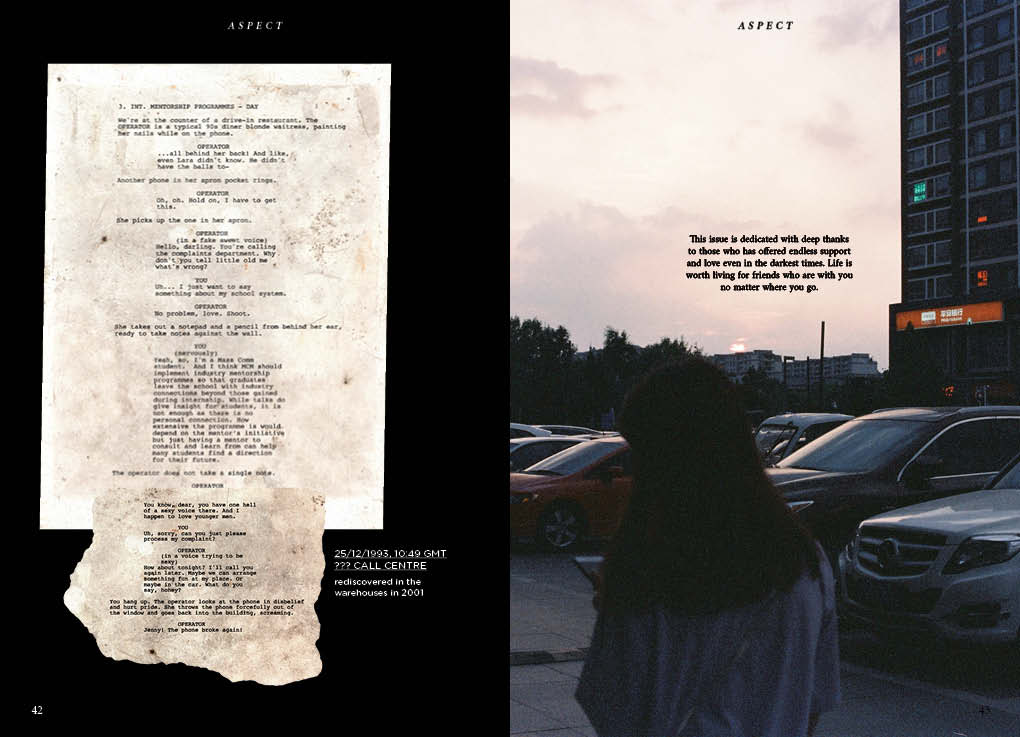 ASPECT
3. INT. MENTORSHIP PROGRAMMES - DAY
We're at the counter of a drive-in restaurant. The
OPERATOR is a typical 90s diner blonde waitress, painting
her nails while on the phone.
OPERATOR
...all behind her back! And like,
even Lara didn't know. He didn't
have the balls to-
Another phone in her apron pocket rings.
OPERATOR
Oh, oh. Hold on, I have to get
this.
She picks up the one in her apron.
OPERATOR
(in a fake sweet voice)
Hello, darling. You're calling
the complaints department. Why
don't you tell little old me
what's wrong?
YOU
Uh... I just want to say
something about my school system.
OPERATOR
No problem, love. Shoot.
She takes out a notepad and a pencil from behind her ear,
ready to take notes against the wall.
YOU
(nervously)
Yeah, so, I'm a Mass Comm
student. And I think MCM should
implement industry mentorship
programmes so that graduates
leave the school with industry
connections beyond those gained
during internship. While talks do
give insight for students, it is
not enough as there is no
personal connection. How
extensive the programme is would
depend on the mentor's initiative
but just having a mentor to
consult and learn from can help
many students find a direction
for their future.
The operator does not take a single note.
OPERATOR
You know, dear, you have one hell
of a sexy voice there. And I
happen to love younger men.
YOU
Uh, sorry, can you just please
process my complaint?
OPERATOR
(in a voice trying to be
sexy)
How about tonight? I'll call you
again later. Maybe we can arrange
something fun at my place. Or
maybe in the car. What do you
say, honey?
You hang up. The operator looks at the phone in disbelief
and hurt pride. She throws the phone forcefully out of
the window and goes back into the building, screaming.
OPERATOR
Jenny! The phone broke again!
25/12/1993, 10:49 GMT
??? CALL CENTRE
rediscovered in the
warehouses in 2001
42
ASPECT
This issue is dedicated with deep thanks
to those who has offered endless support
and love even in the darkest times. Life is
worth living for friends who are with you
no matter where you go.
43